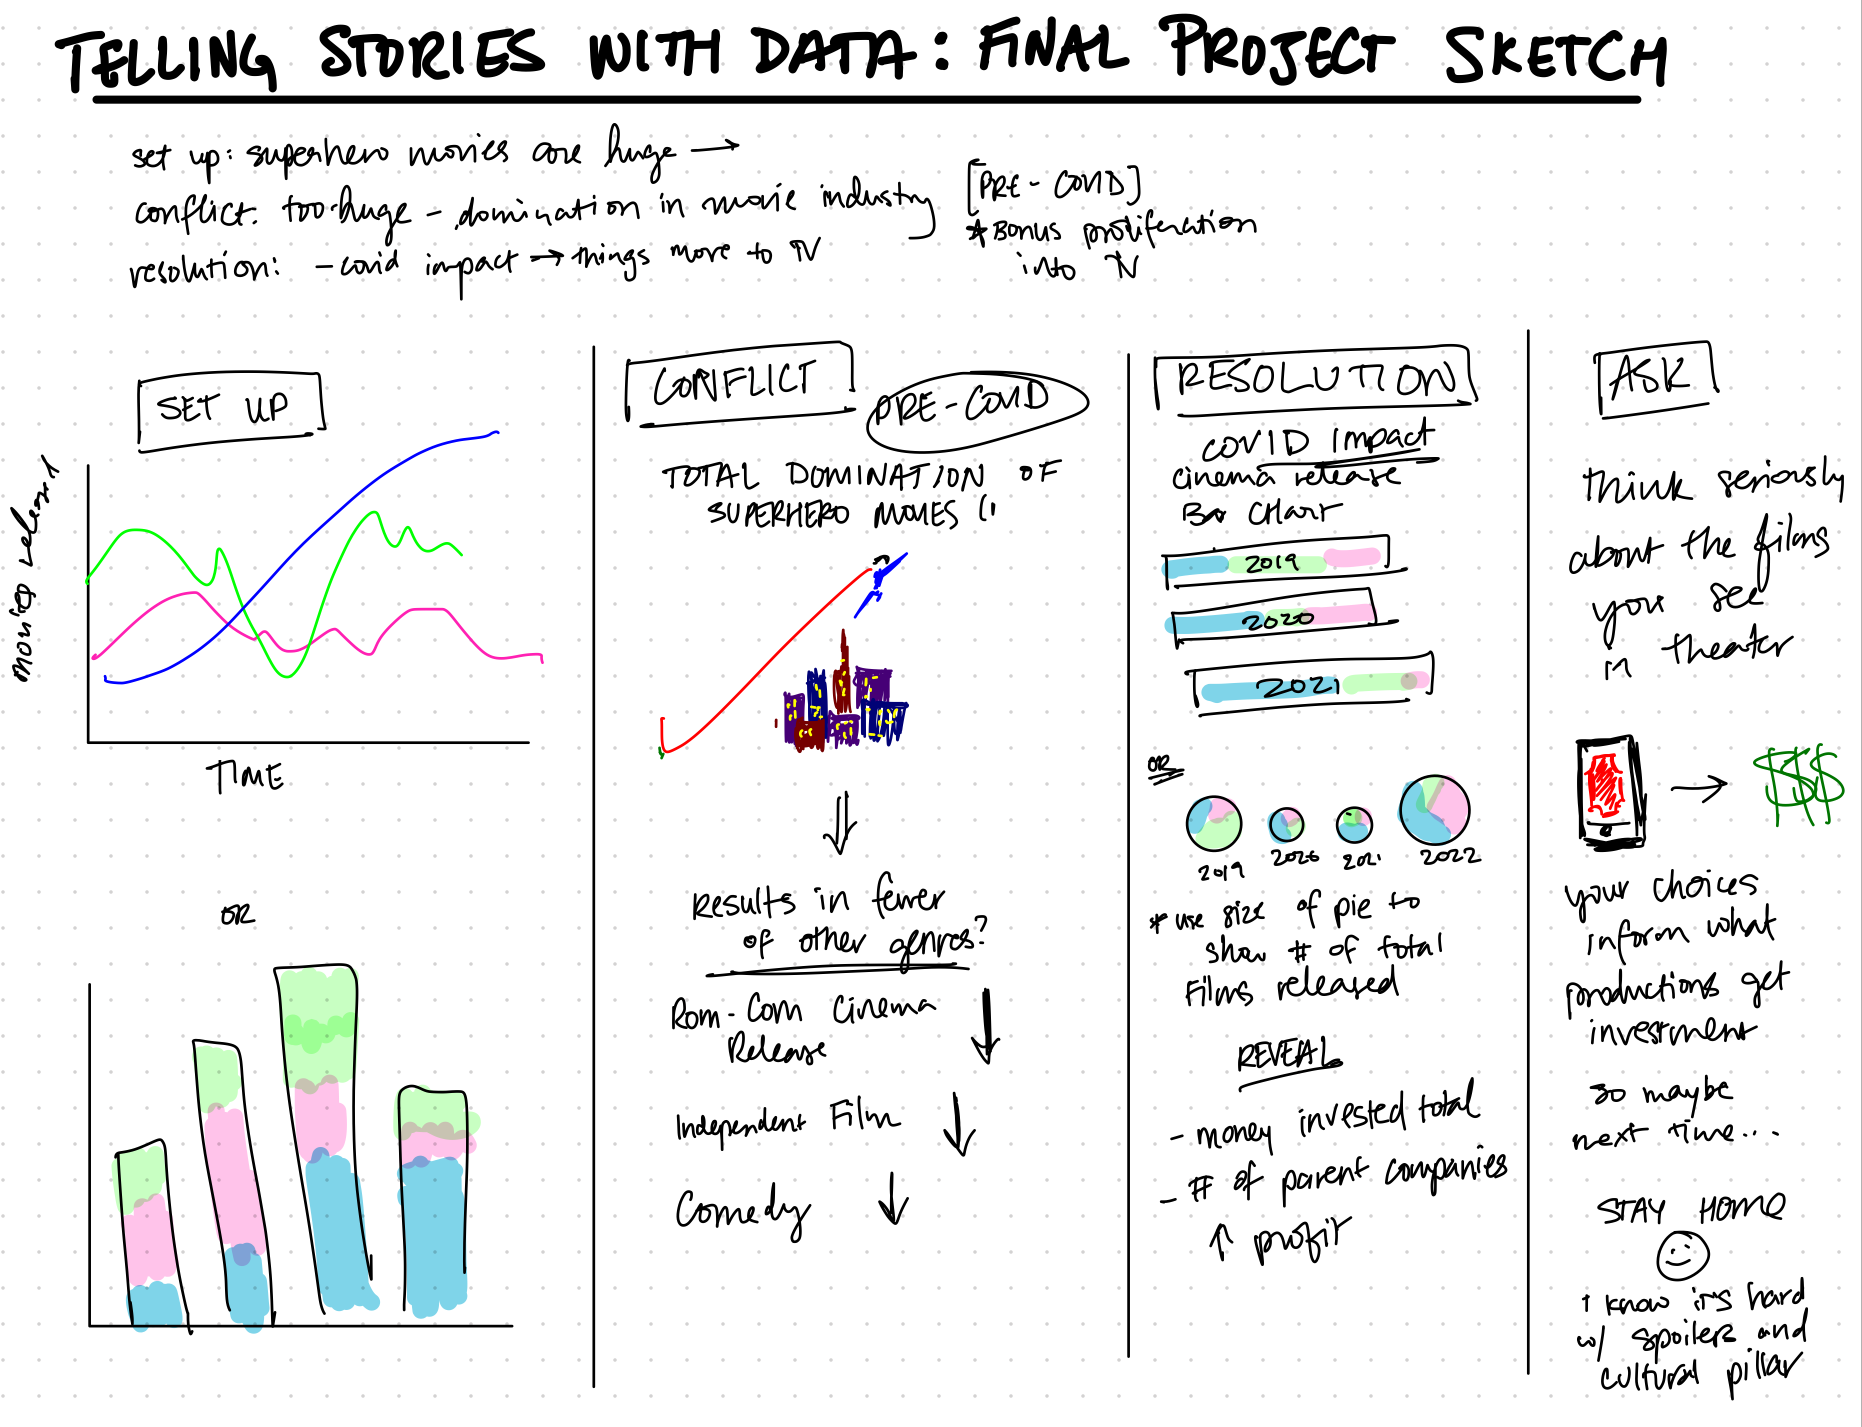 TELLING STORIES WITH DATA: FINAL PROJECT SKETCH
set up: superhero movies are huge →
conflict: too huge - domination in movie industry
resolution: - covid impact → things move to TV
[PRE-COVID]
* Bonus proliferation
into TV
SET UP
movies released
TIME
OR
CONFLICT
PRE-COVID
TOTAL DOMINATION OF
SUPERHERO MOVIES
Results in fewer
of other genres?
Rom-Com Cinema
Release
Independent Film
Comedy
RESOLUTION
COVID impact
cinema release
Bar CHart
2019
2020
2021
OR
2019
2020
2021
2022
* use size of pie to
show # of total
Films released
REVEAL
- money invested total
- # of parent companies
↑ profit
ASK
think seriously
about the films
you see
in theater
→ $$$
your choices
inform what
productions get
investment
so maybe
next time...
STAY HOME
I know it's hard
w/ spoilers and
cultural pillar